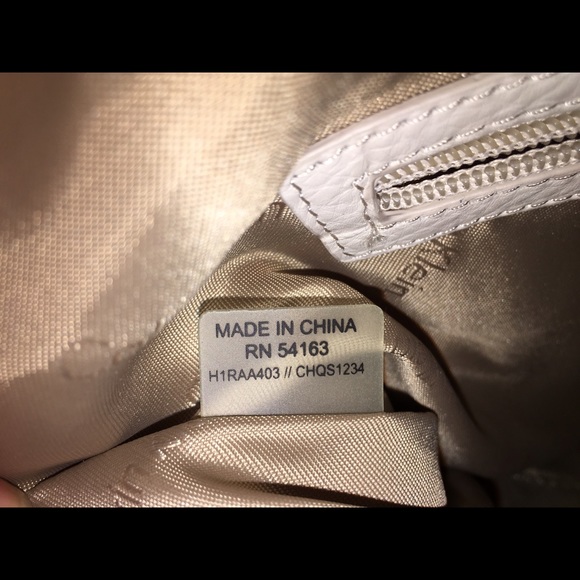 MADE IN CHINA
RN 54163
H1RAA403 // CHQS1234
Klein